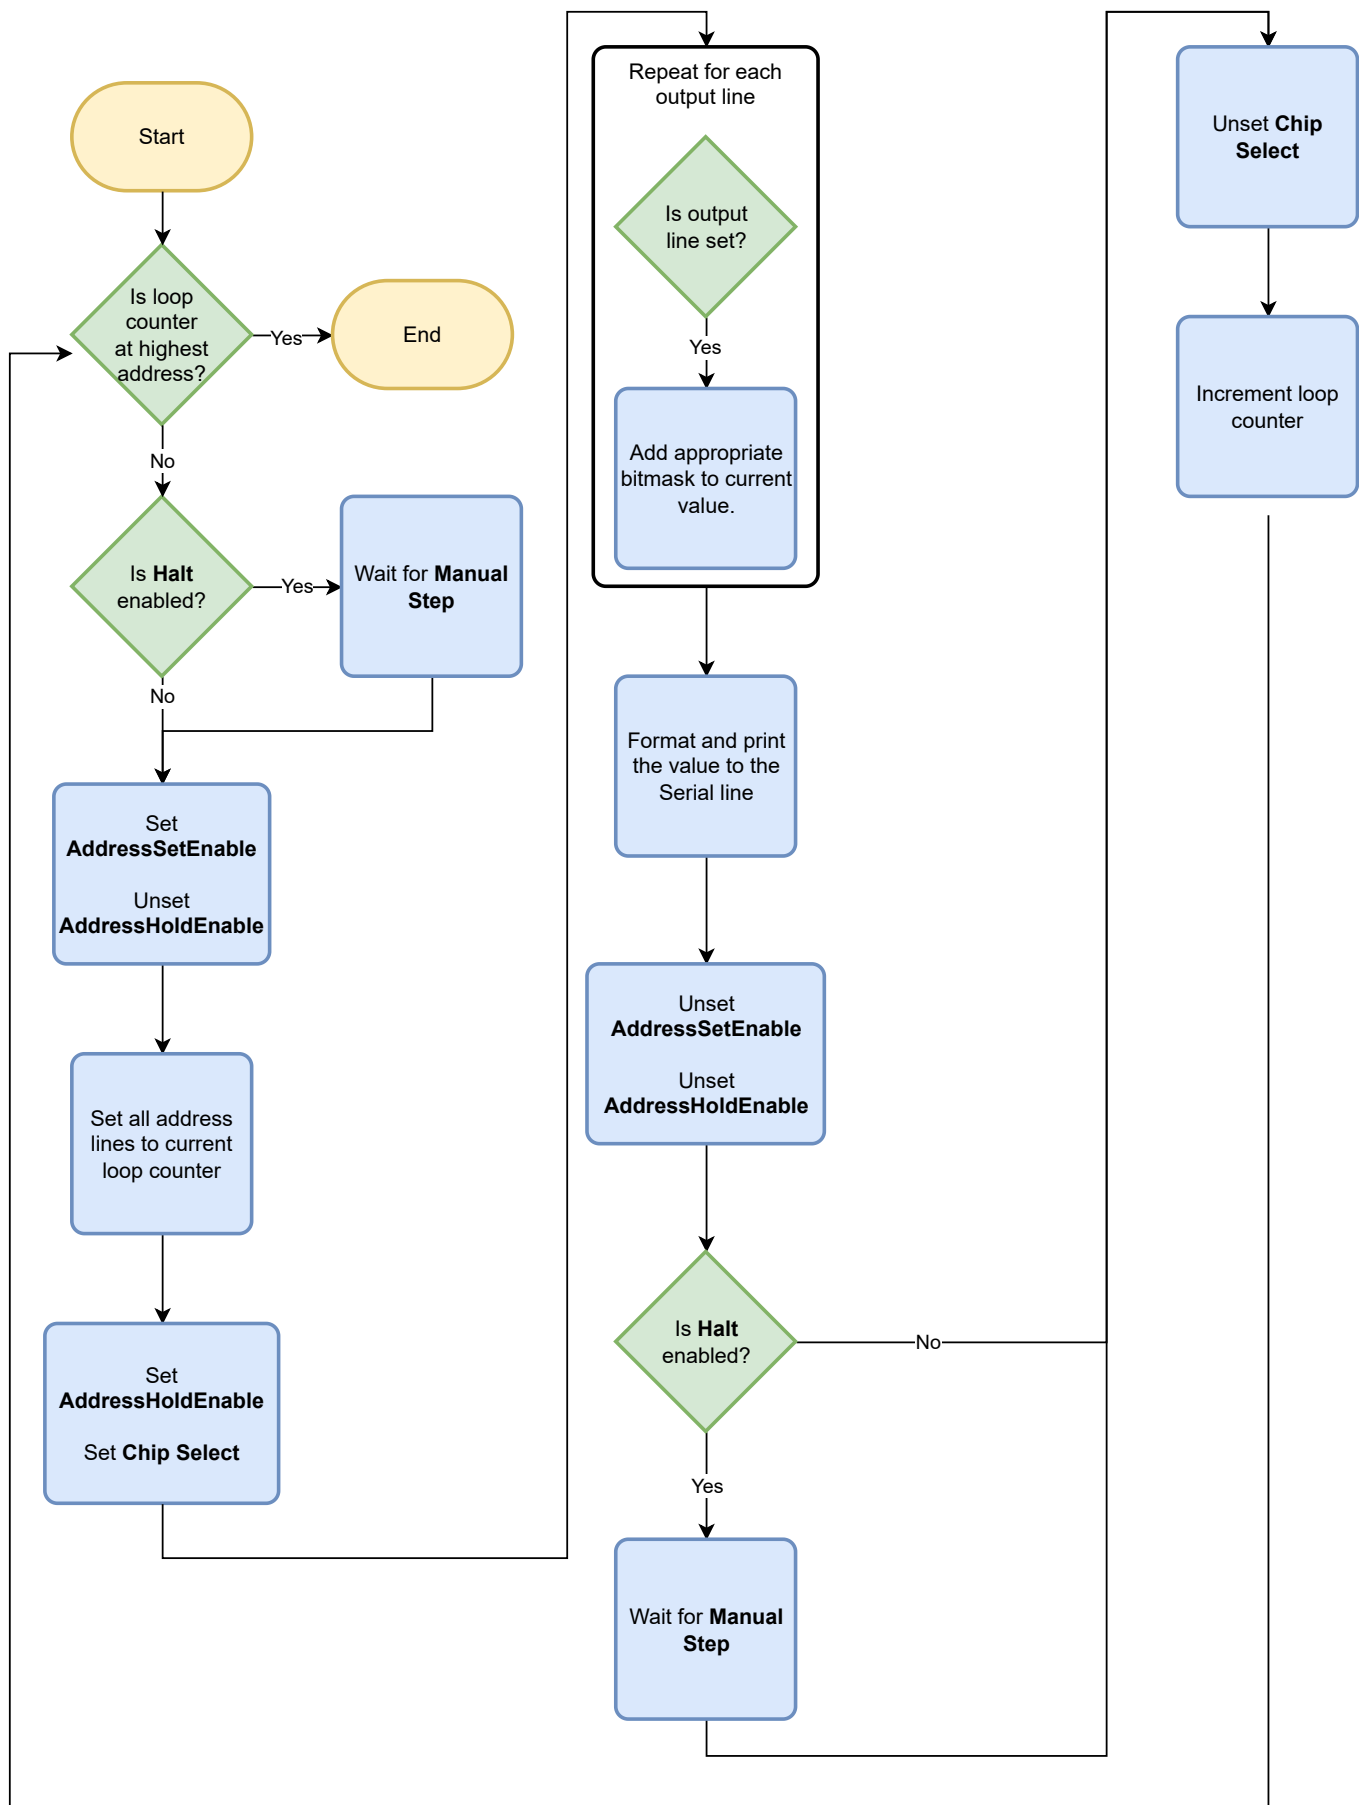 Start
Is loop
counter
at highest
address?
Yes
End
No
Is Halt
enabled?
Yes
Wait for Manual
Step
No
Set
AddressSetEnable
Unset
AddressHoldEnable
Set all address
lines to current
loop counter
Set
AddressHoldEnable
Set Chip Select
Repeat for each
output line
Is output
line set?
Yes
Add appropriate
bitmask to current
value.
Format and print
the value to the
Serial line
Unset
AddressSetEnable
Unset
AddressHoldEnable
Is Halt
enabled?
No
Yes
Wait for Manual
Step
Unset Chip
Select
Increment loop
counter